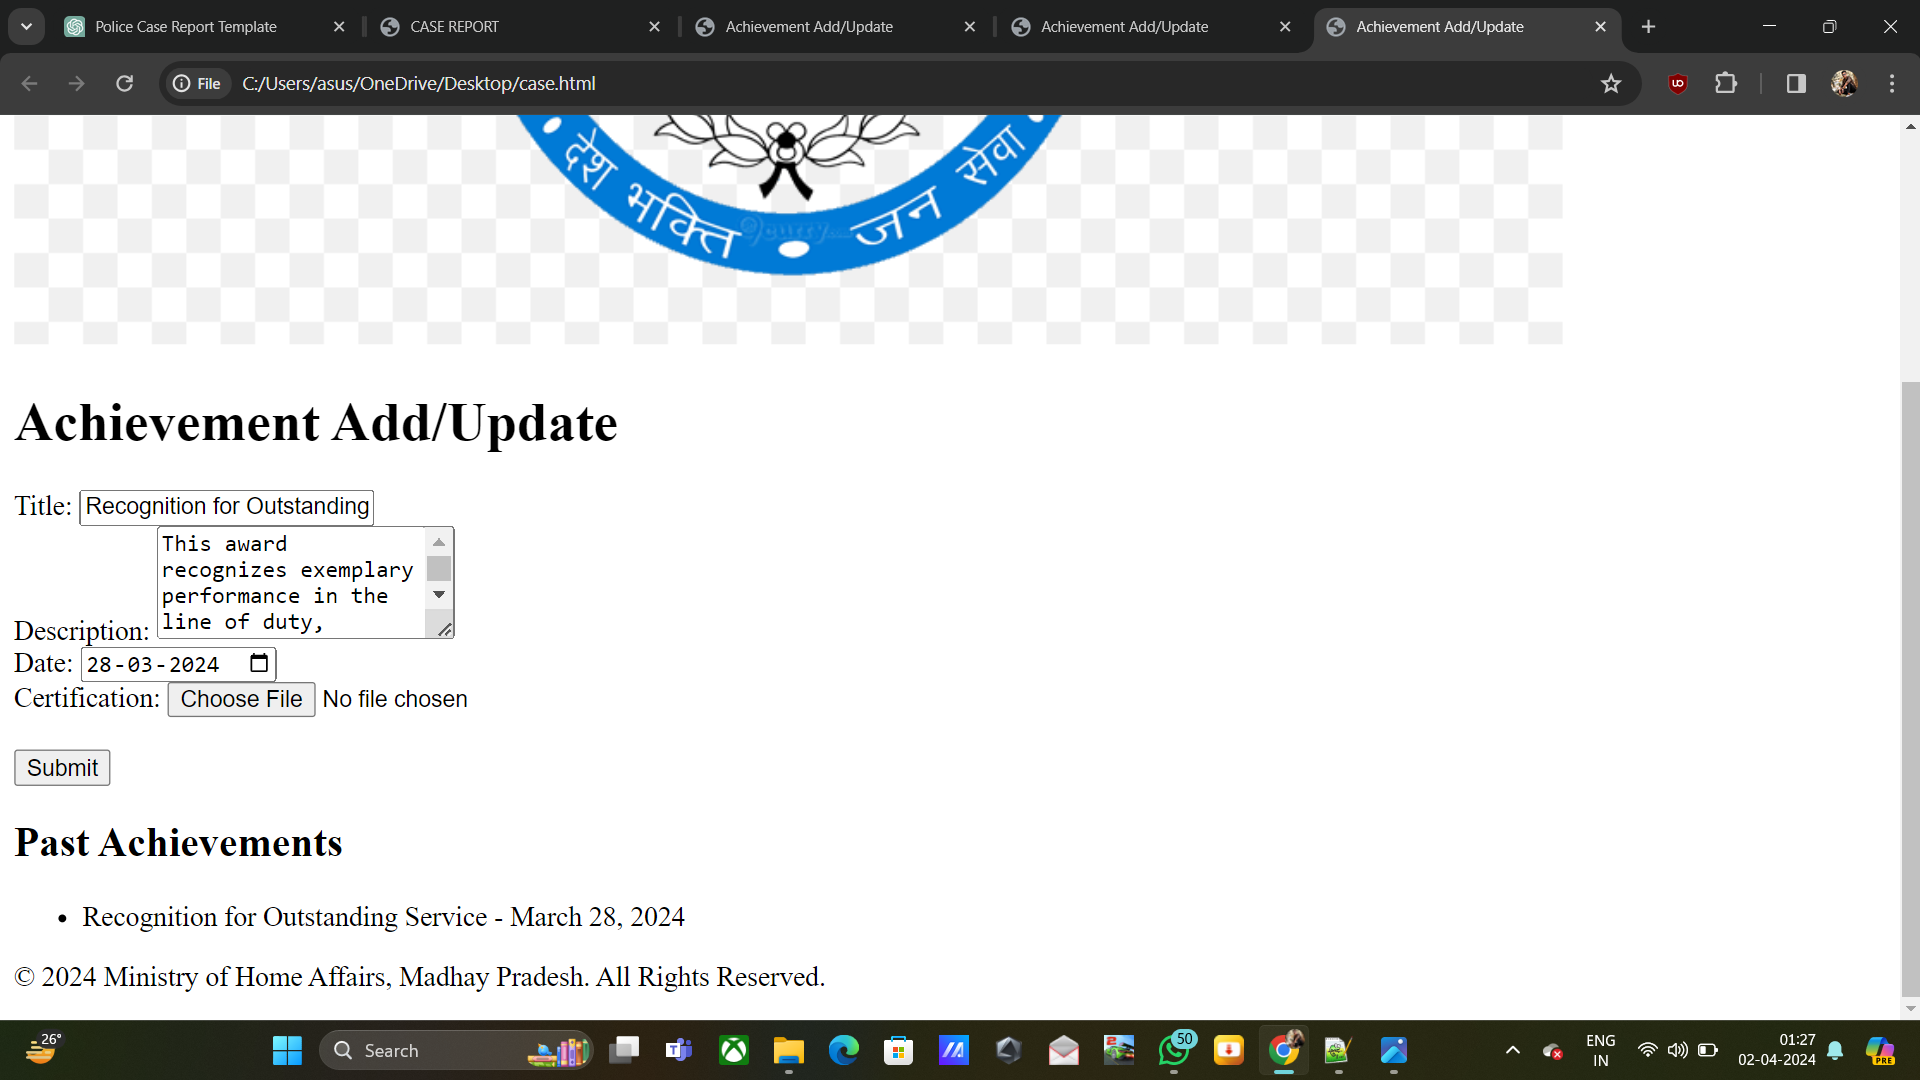 Police Case Report Template
CASE REPORT
Achievement Add/Update
Achievement Add/Update
Achievement Add/Update
File
C:/Users/asus/OneDrive/Desktop/case.html
देश भक्ति • जन सेवा
Achievement Add/Update
Title: Recognition for Outstanding
This award
recognizes exemplary
performance in the
line of duty,
Description:
Date: 28-03-2024
Certification: Choose File No file chosen
Submit
Past Achievements
• Recognition for Outstanding Service - March 28, 2024
© 2024 Ministry of Home Affairs, Madhay Pradesh. All Rights Reserved.
26°
Search
50
ENG
IN
01:27
02-04-2024
PRE